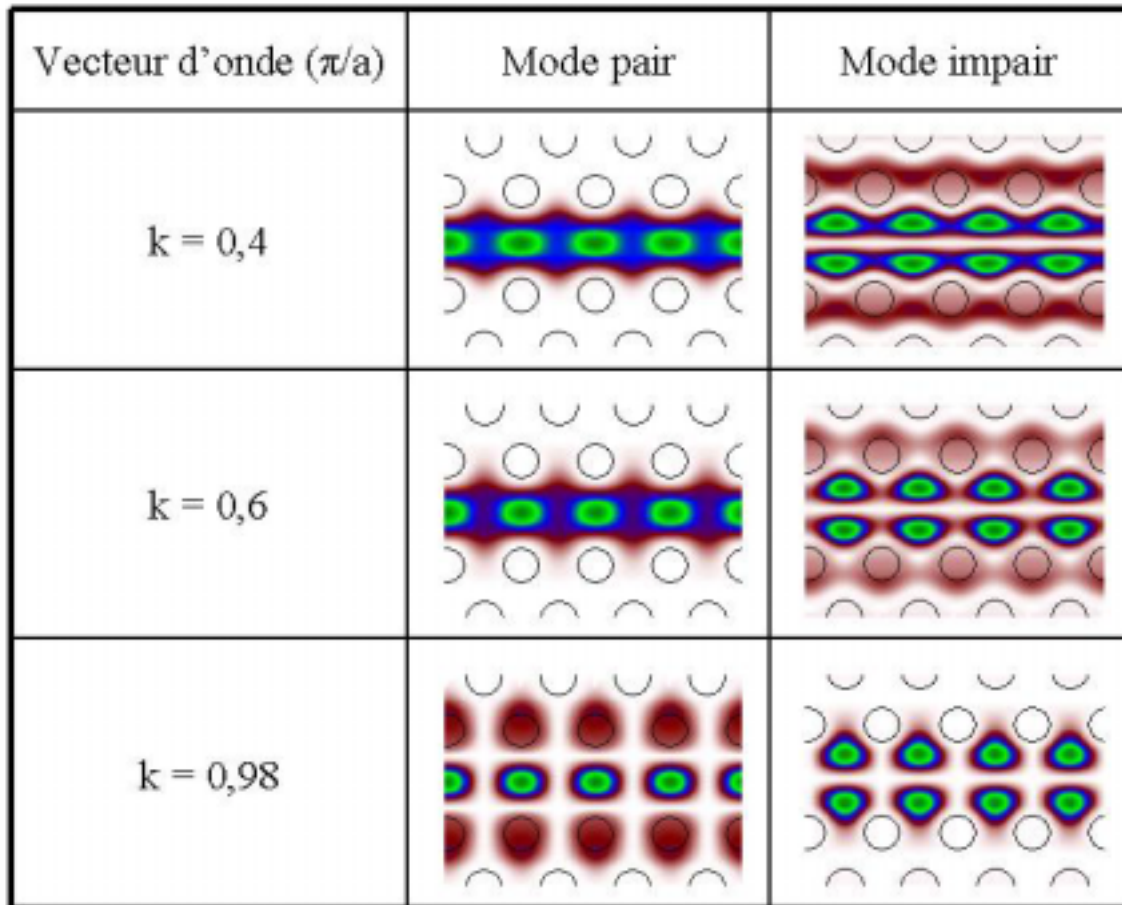 Vecteur d’onde (π/a)
Mode pair
Mode impair
k = 0,4
k = 0,6
k = 0,98